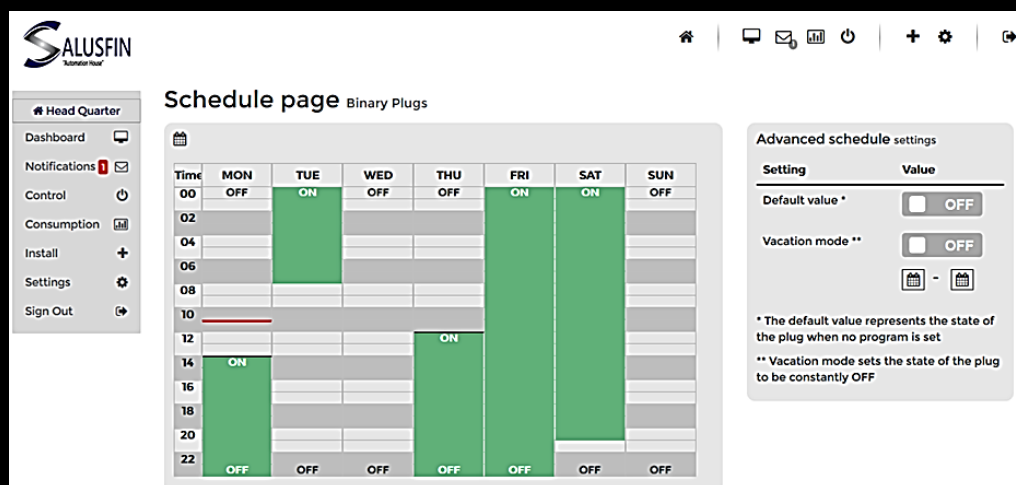 SALUSFIN
"Automation House"
Head Quarter
Dashboard
Notifications 1
Control
Consumption
Install
Settings
Sign Out
Schedule page Binary Plugs
Time MON TUE WED THU FRI SAT SUN
00 OFF ON OFF OFF ON ON OFF
02
04
06
08
10
12 ON
14 ON
16
18
20
22
OFF OFF OFF OFF OFF OFF OFF
Advanced schedule settings
Setting Value
Default value * OFF
Vacation mode ** OFF
-
* The default value represents the state of
the plug when no program is set
** Vacation mode sets the state of the plug
to be constantly OFF